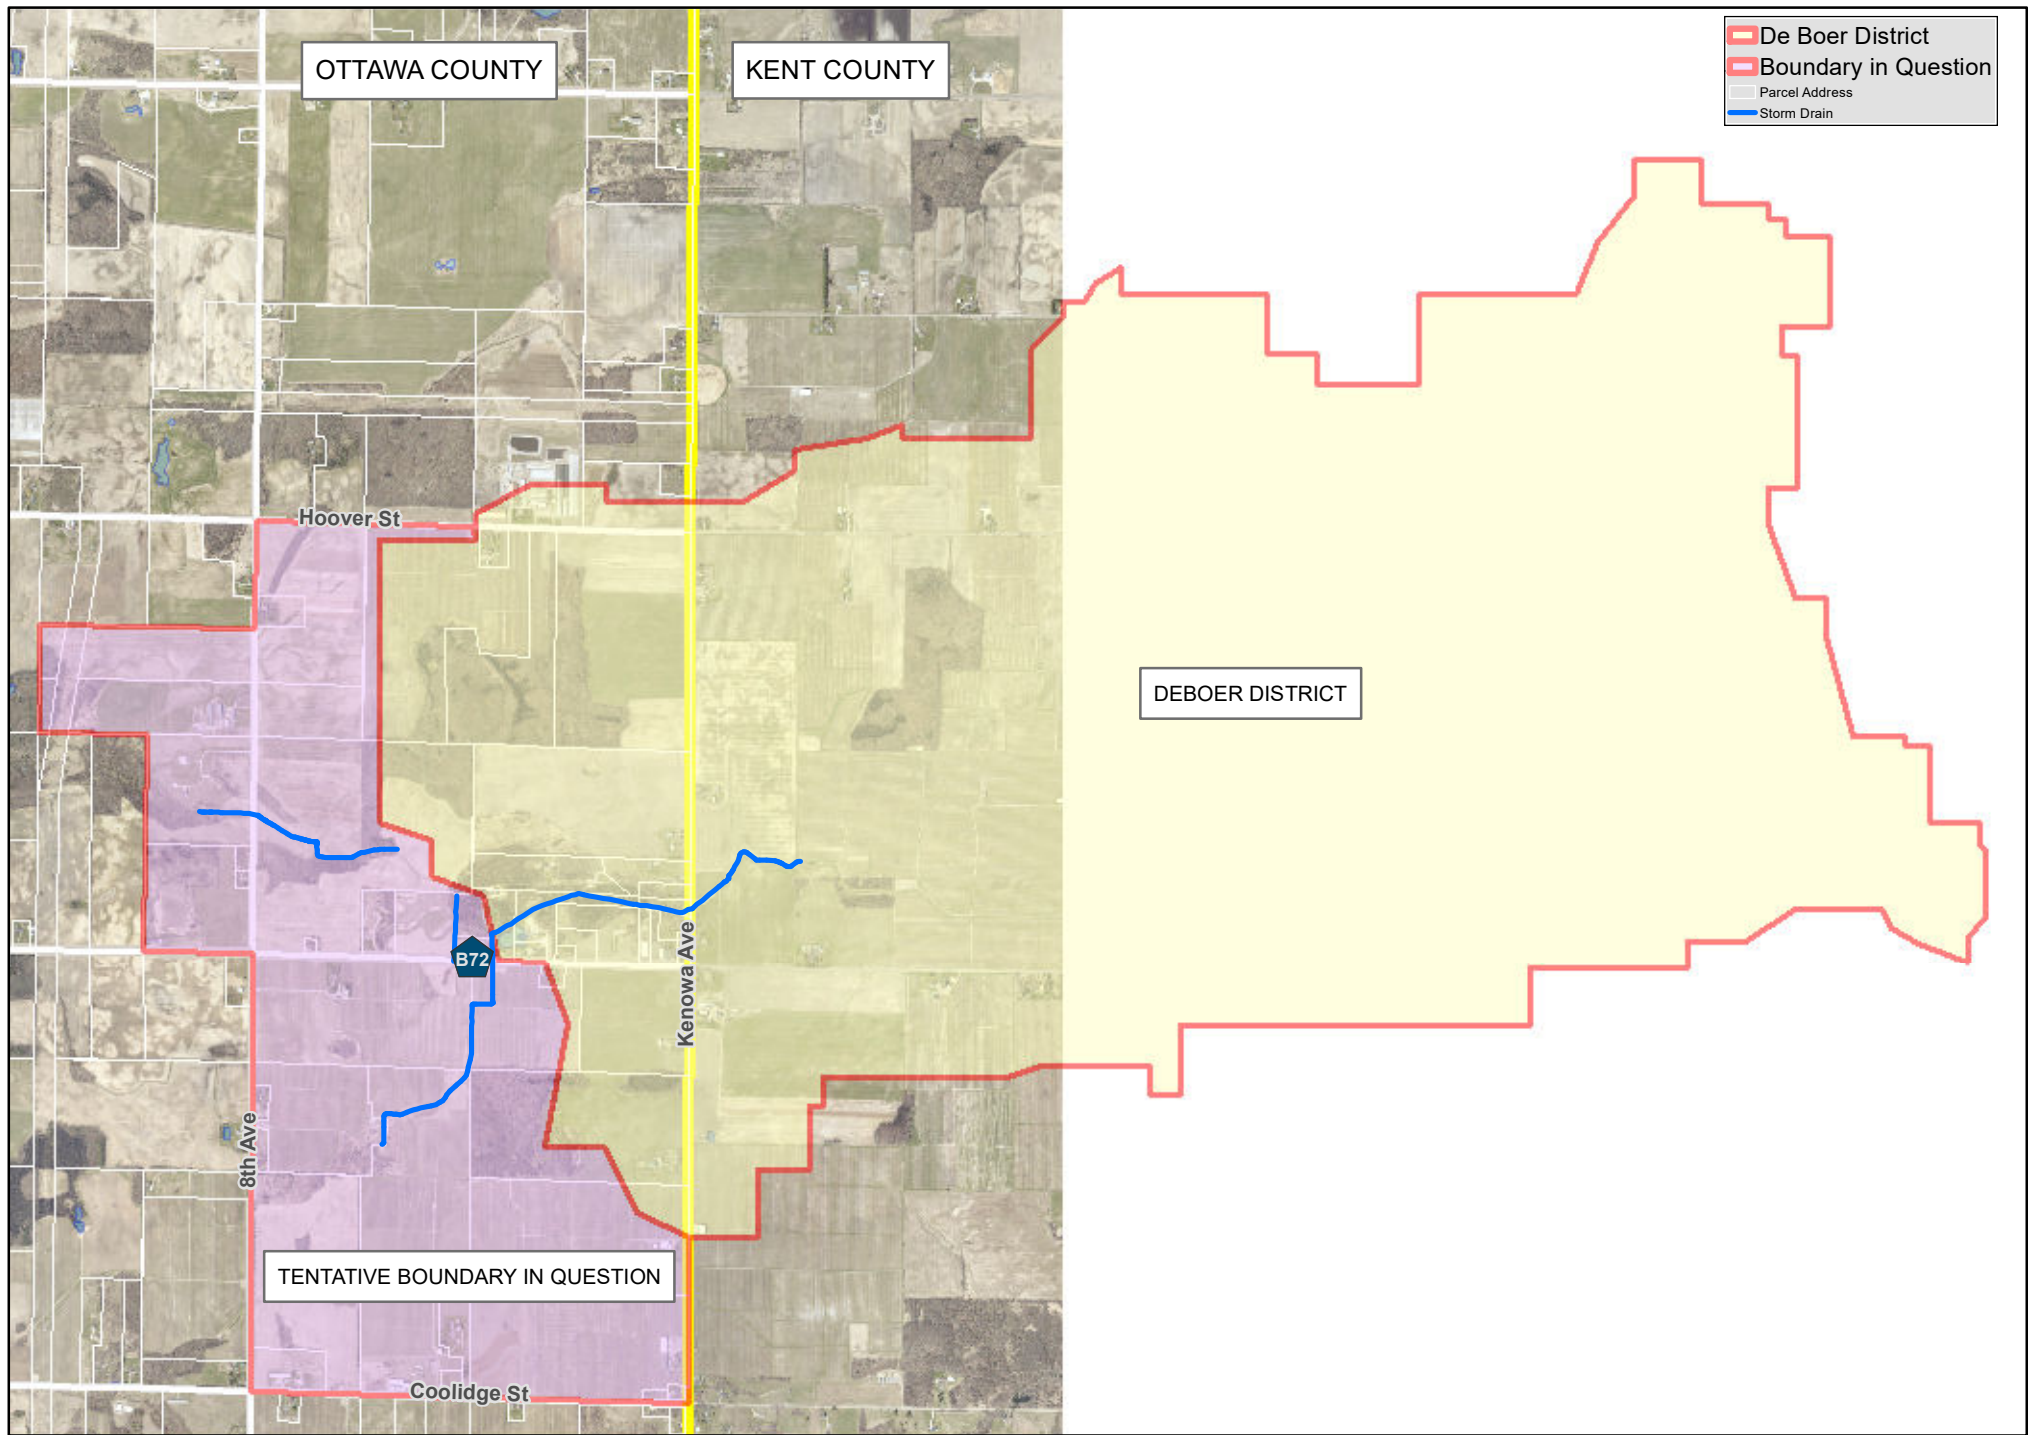 OTTAWA COUNTY
KENT COUNTY
De Boer District
Boundary in Question
Parcel Address
Storm Drain
Hoover St
DEBOER DISTRICT
B72
Kenowa Ave
8th Ave
TENTATIVE BOUNDARY IN QUESTION
Coolidge St